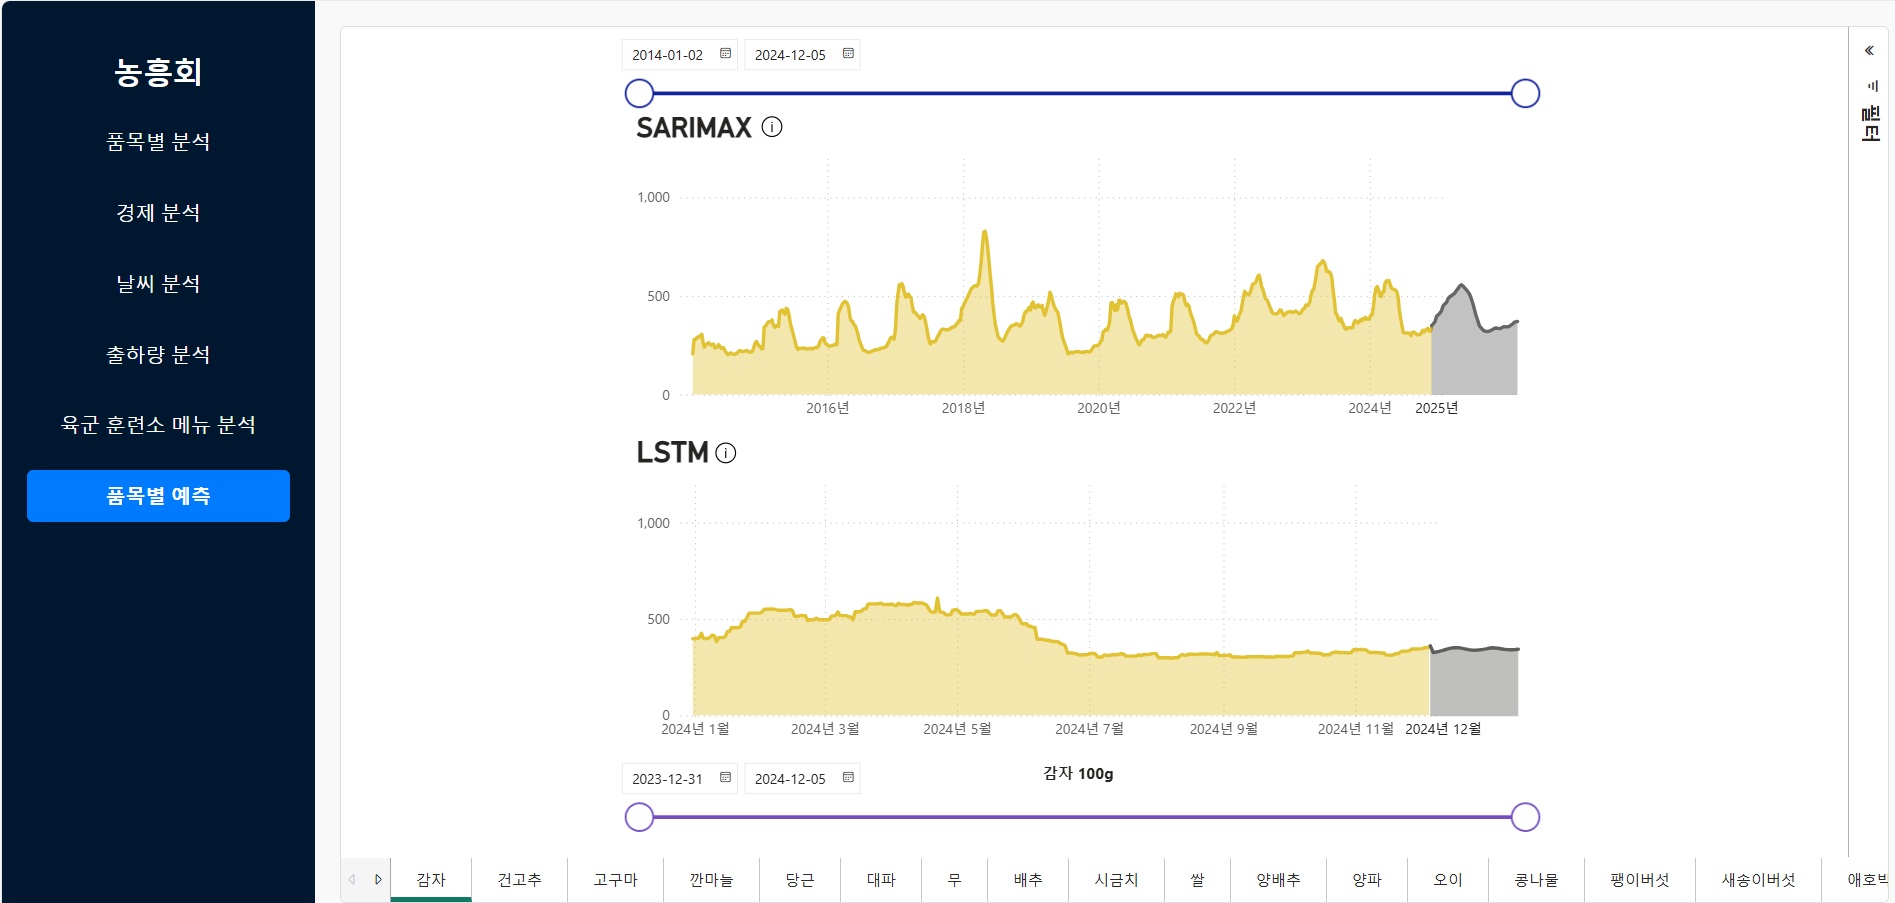 농흥회
품목별 분석
경제 분석
날씨 분석
출하량 분석
육군 훈련소 메뉴 분석
품목별 예측
2014-01-02
2024-12-05
SARIMAX
1,000
500
0
2016년 2018년 2020년 2022년 2024년 2025년
LSTM
1,000
500
0
2024년 1월 2024년 3월 2024년 5월 2024년 7월 2024년 9월 2024년 11월 2024년 12월
2023-12-31
2024-12-05
감자 100g
감자 건고추 고구마 깐마늘 당근 대파 무 배추 시금치 쌀 양배추 양파 오이 콩나물 팽이버섯 새송이버섯
필터